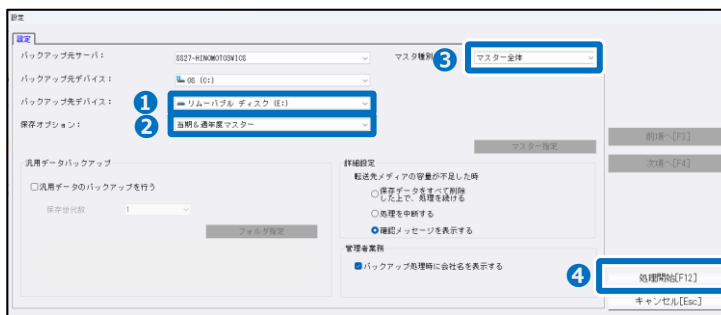 設定
設定
バックアップ元サーバ：
SS27-HINOMOTOSWICS
マスタ種別
3
マスター全体
バックアップ元デバイス：
OS (C:)
バックアップ先デバイス：
1
リムーバブル ディスク (E:)
保存オプション：
2
当期&過年度マスター
マスター指定
前項へ[F3]
次項へ[F4]
汎用データバックアップ
□汎用データのバックアップを行う
保存世代数
1
フォルダ指定
詳細設定
転送先メディアの容量が不足した時
保存データをすべて削除
した上で、処理を続ける
処理を中断する
確認メッセージを表示する
管理者業務
バックアップ処理時に会社名を表示する
4
処理開始[F12]
キャンセル[Esc]